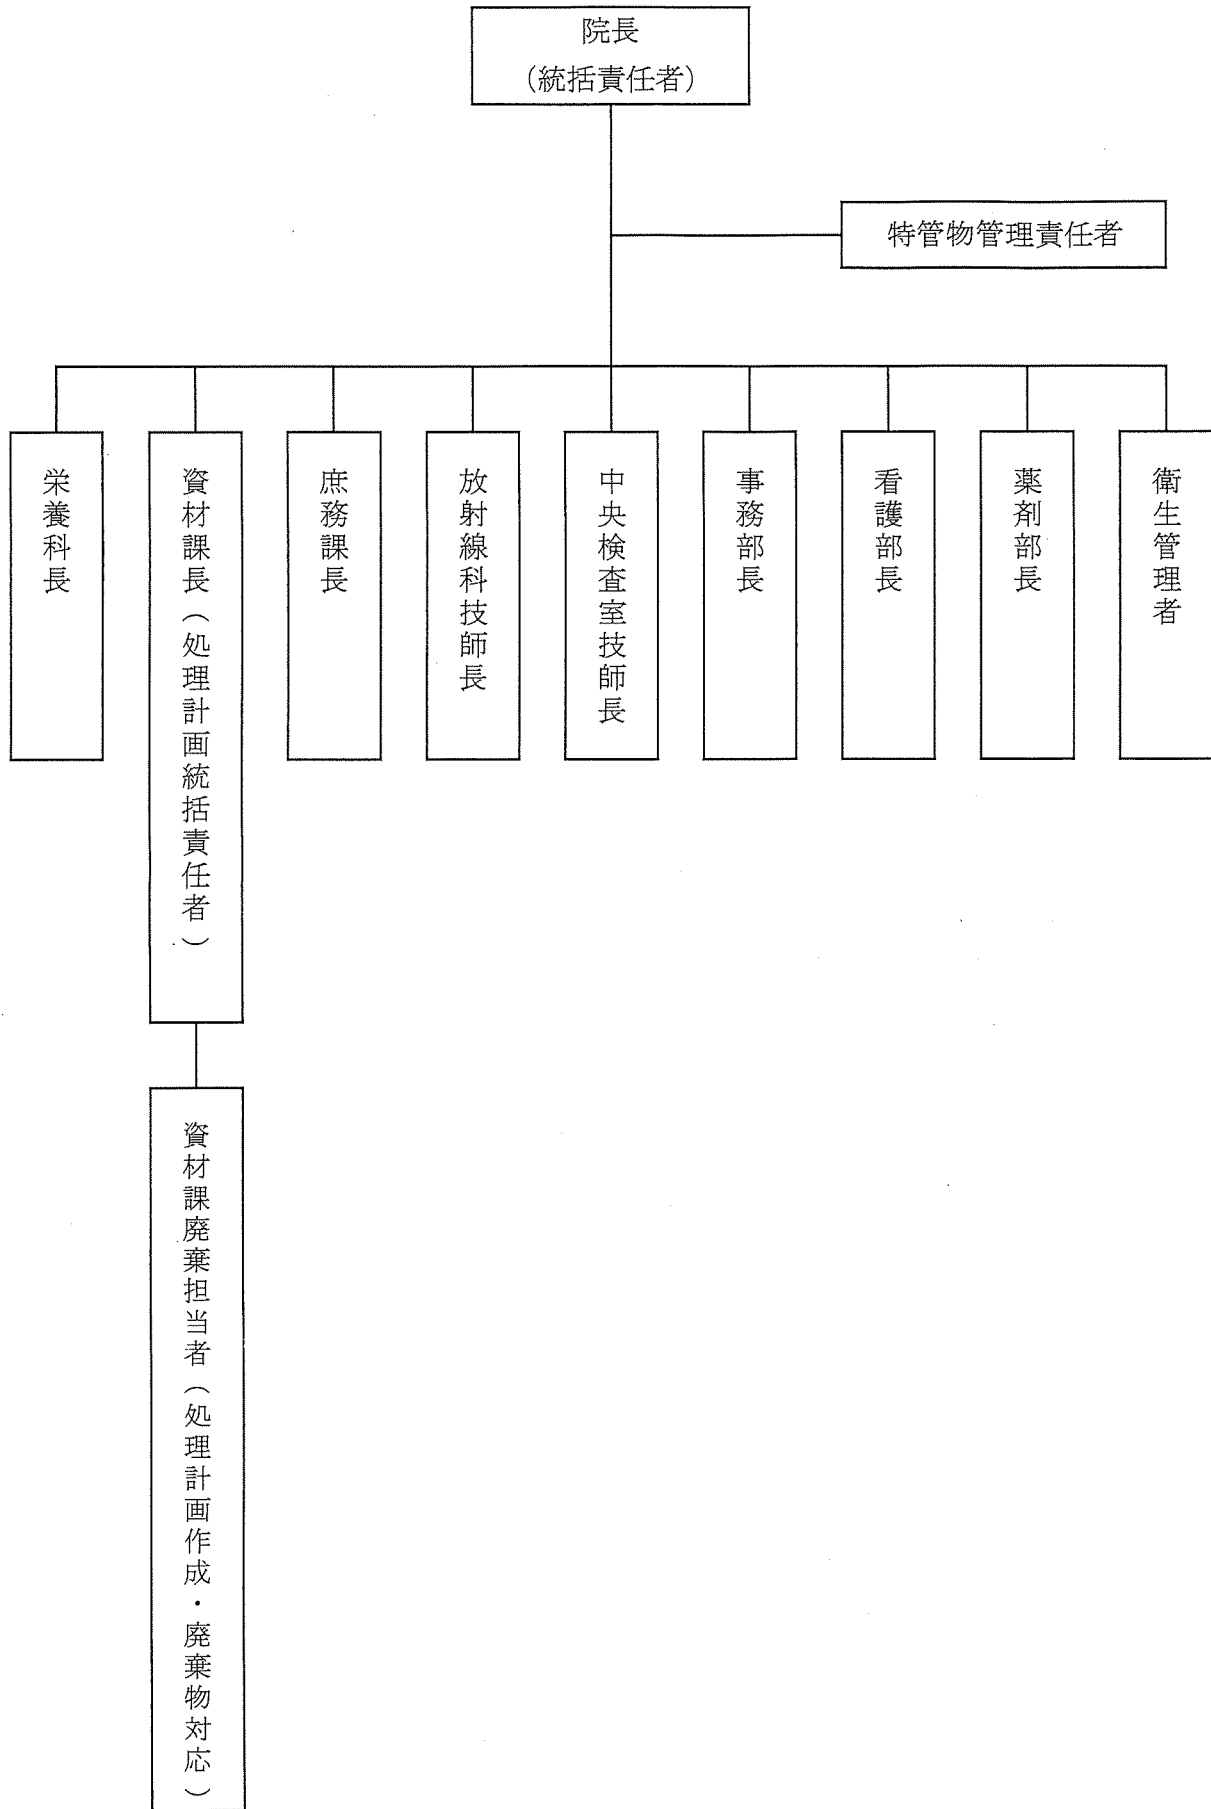 院長
（統括責任者）
特管物管理責任者
栄養科長
資材課長（処理計画統括責任者）
庶務課長
放射線科技師長
中央検査室技師長
事務部長
看護部長
薬剤部長
衛生管理者
資材課廃棄担当者（処理計画作成・廃棄物対応）